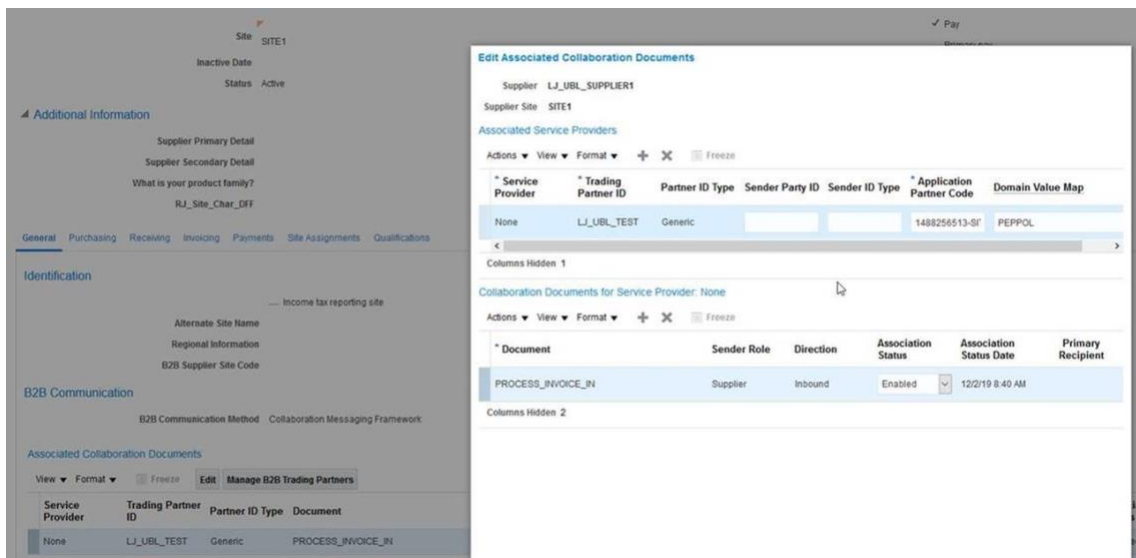 Site SITE1
Inactive Date
Status Active
Additional Information
Supplier Primary Detail
Supplier Secondary Detail
What is your product family?
RJ_Site_Char_DFF
General Purchasing Receiving Invoicing Payments Site Assignments Qualifications
Identification
Income tax reporting site
Alternate Site Name
Regional Information
B2B Supplier Site Code
B2B Communication
B2B Communication Method Collaboration Messaging Framework
Associated Collaboration Documents
View Format Freeze Edit Manage B2B Trading Partners
Service Provider Trading Partner ID Partner ID Type Document
None LJ_UBL_TEST Generic PROCESS_INVOICE_IN
Pay
Edit Associated Collaboration Documents
Supplier LJ_UBL_SUPPLIER1
Supplier Site SITE1
Associated Service Providers
Actions View Format Freeze
* Service Provider * Trading Partner ID Partner ID Type Sender Party ID Sender ID Type * Application Partner Code Domain Value Map
None LJ_UBL_TEST Generic 1488256513-SI PEPPOL
Columns Hidden 1
Collaboration Documents for Service Provider: None
Actions View Format Freeze
* Document Sender Role Direction Association Status Association Status Date Primary Recipient
PROCESS_INVOICE_IN Supplier Inbound Enabled 12/2/19 8:40 AM
Columns Hidden 2